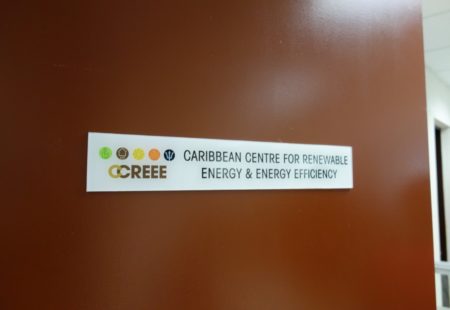 CCREEE
CARIBBEAN CENTRE FOR RENEWABLE
ENERGY & ENERGY EFFICIENCY